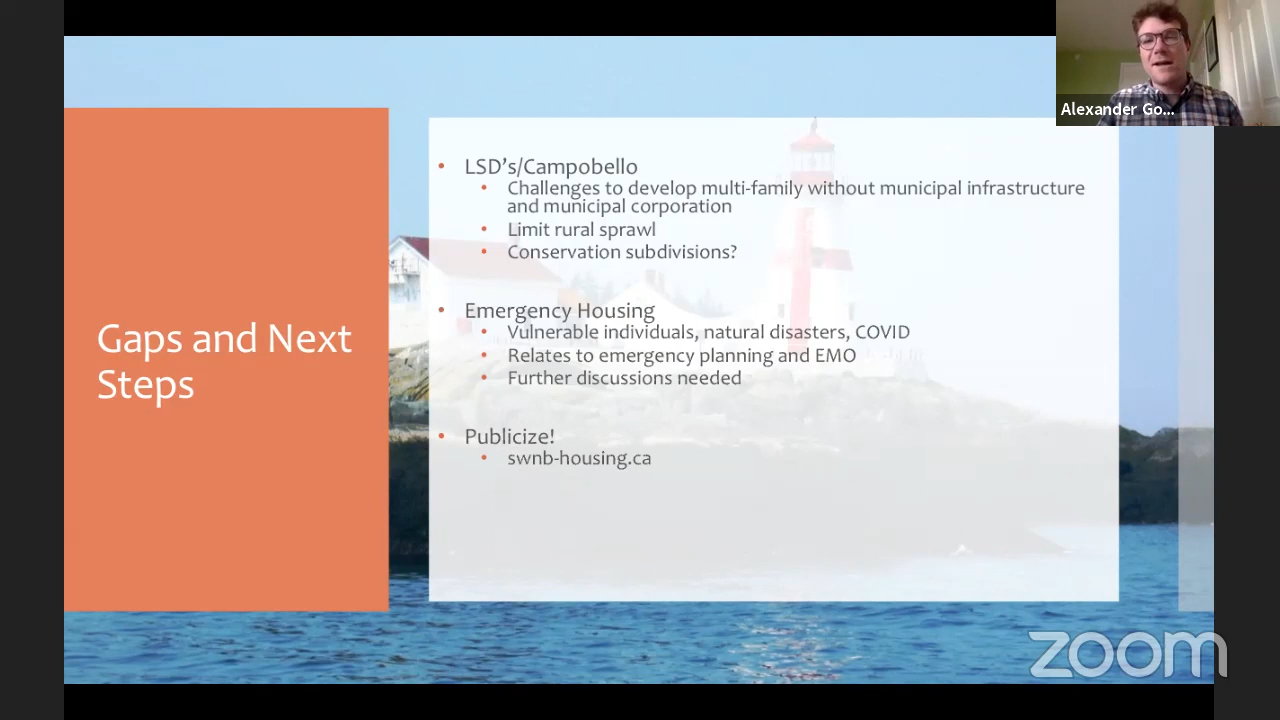 Alexander Go...
LSD's/Campobello
Challenges to develop multi-family without municipal infrastructure
and municipal corporation
Limit rural sprawl
Conservation subdivisions?
Emergency Housing
Vulnerable individuals, natural disasters, COVID
Relates to emergency planning and EMO
Further discussions needed
Publicize!
swnb-housing.ca
Gaps and Next
Steps
zoom